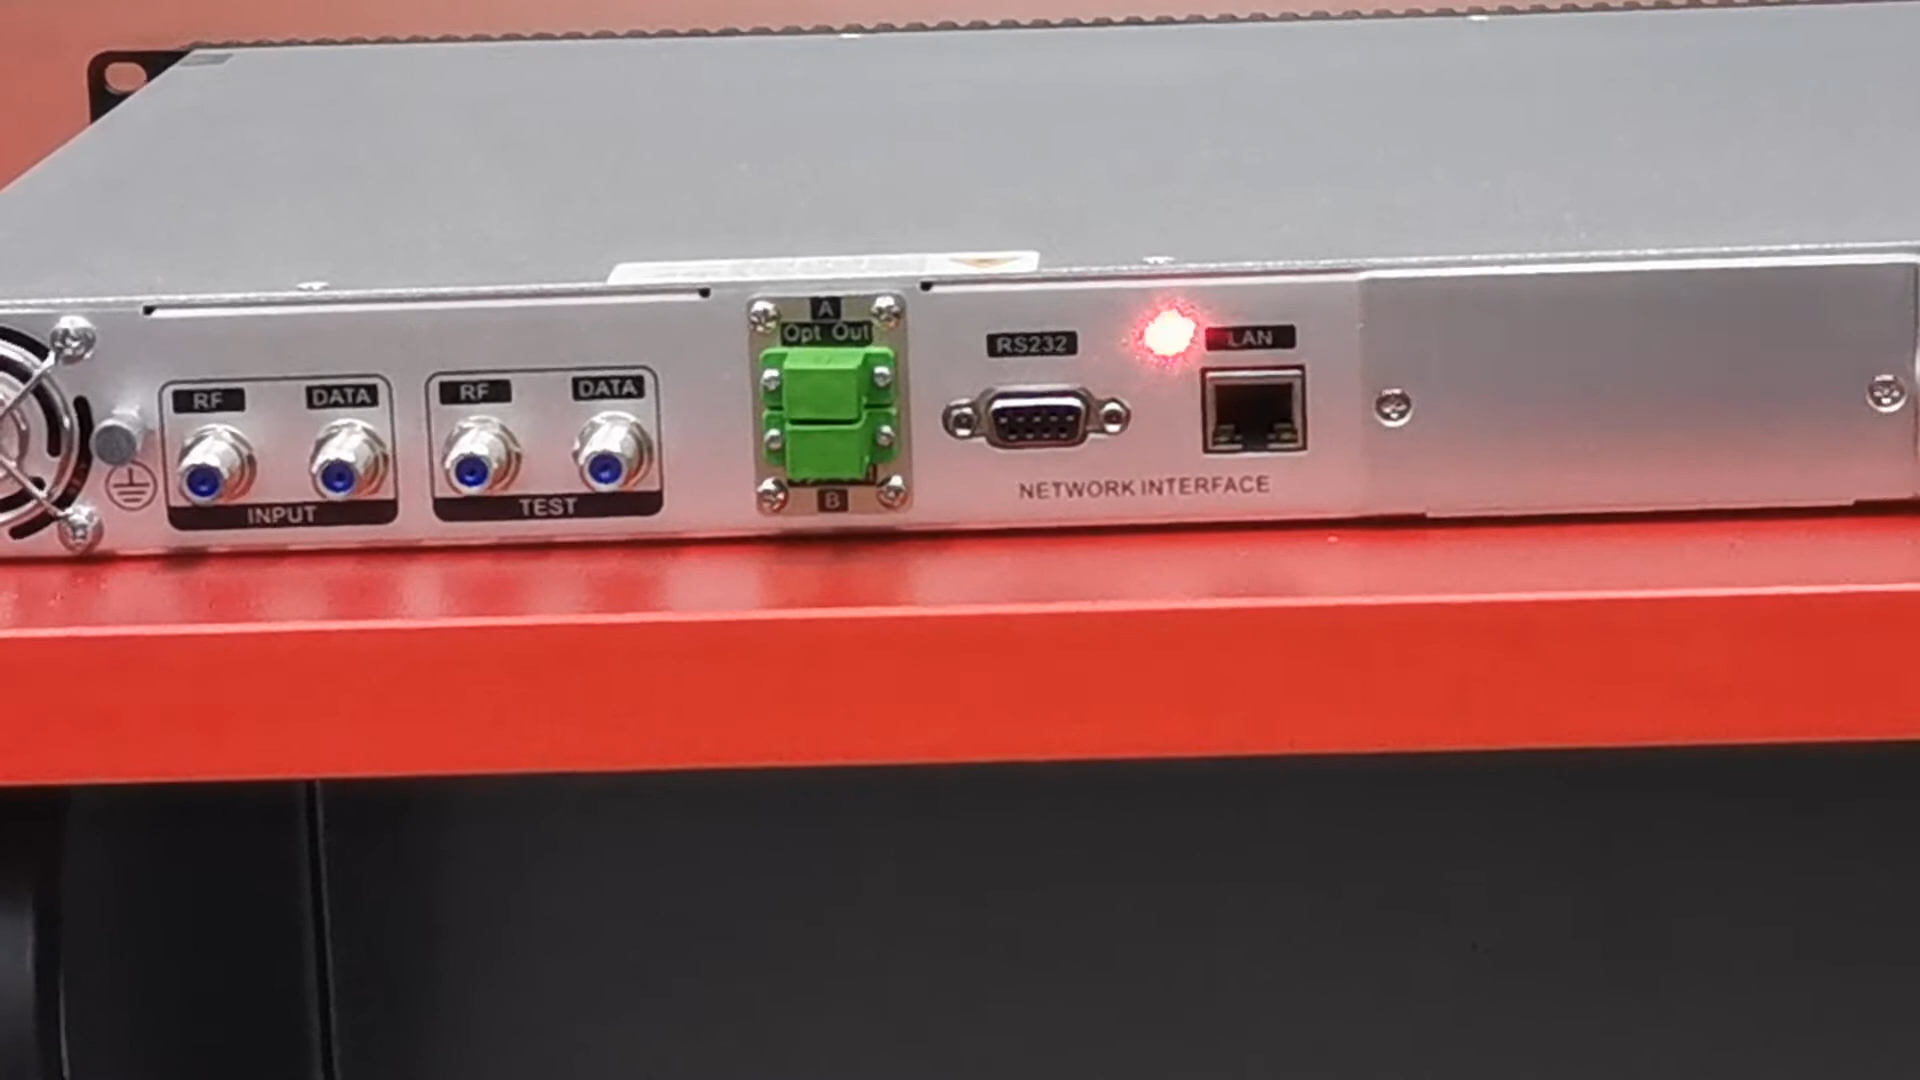 RF
DATA
INPUT
RF
DATA
TEST
A
Opt Out
B
RS232
LAN
NETWORK INTERFACE